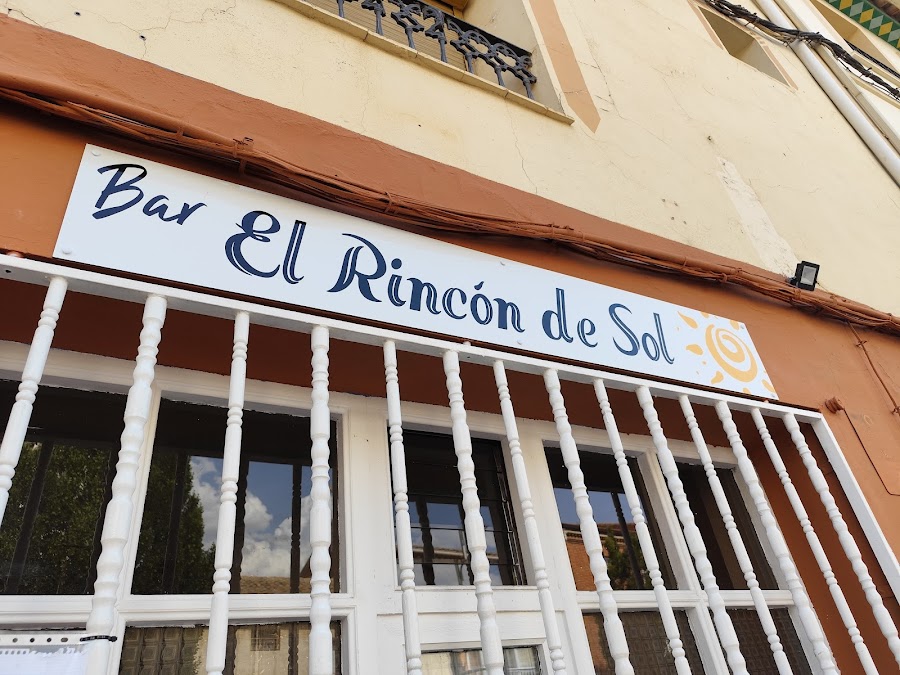 Bar El Rincón de Sol